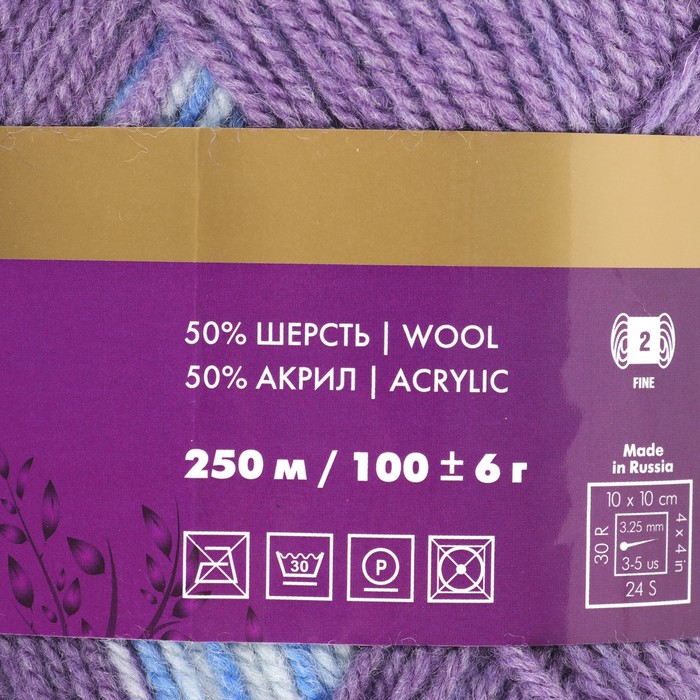 50% ШЕРСТЬ | WOOL
50% АКРИЛ | ACRYLIC
250 м / 100 ± 6 г
30
P
2
FINE
Made
in Russia
10 x 10 cm
30 R
3.25 mm
3-5 us
4 x 4 in
24 S